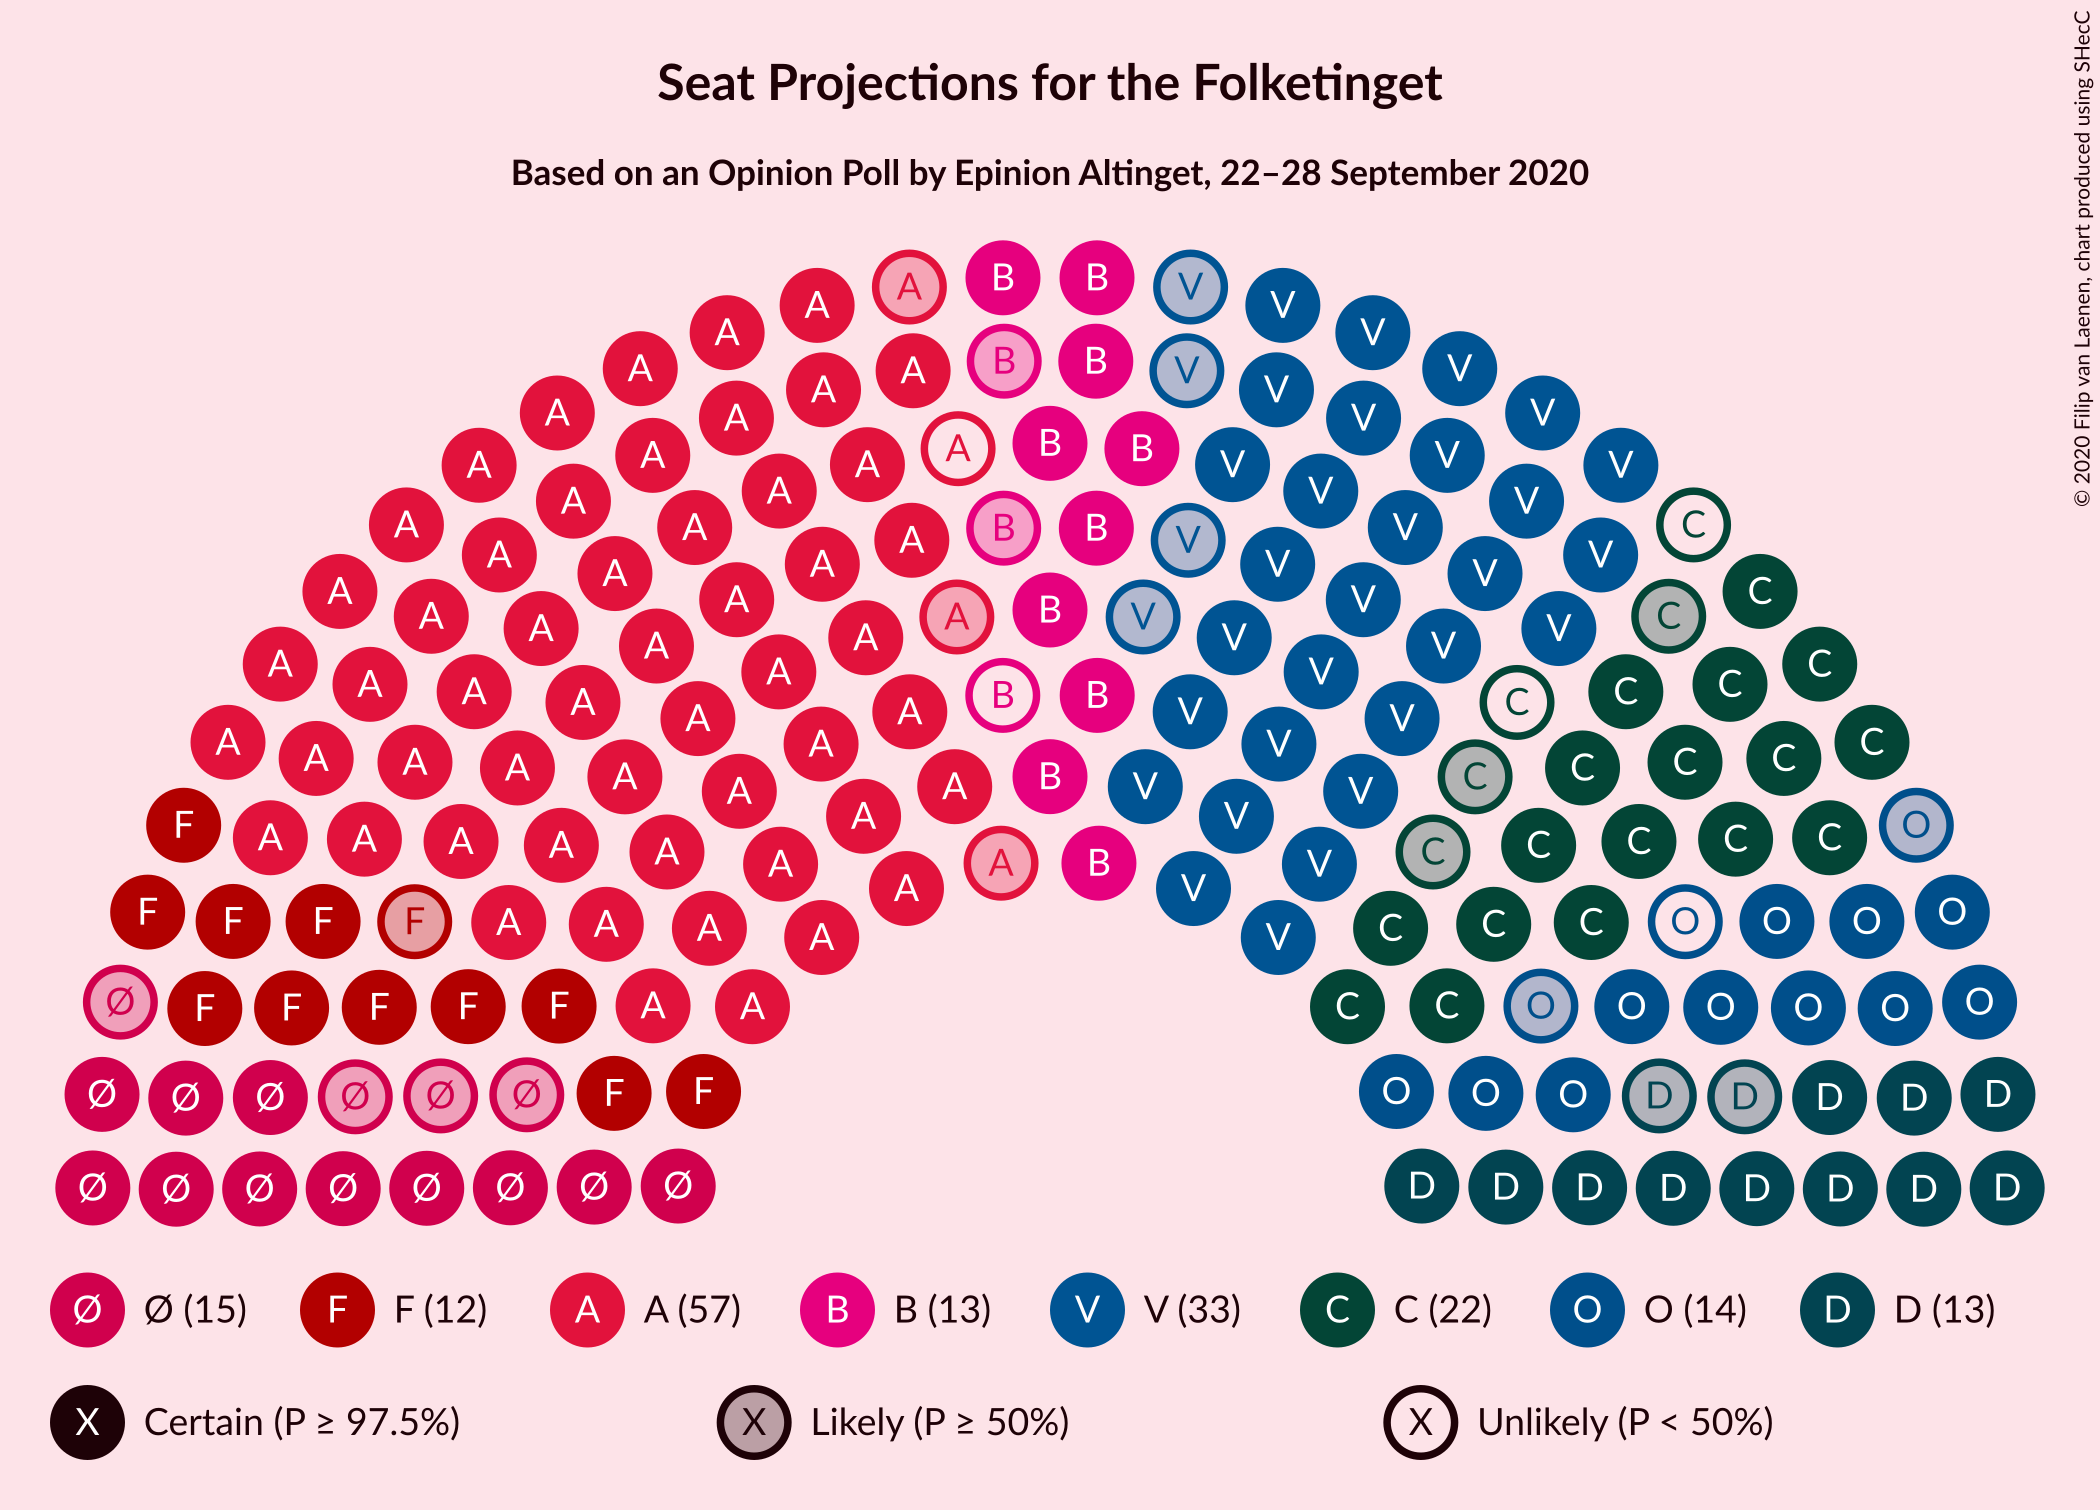 Seat Projections for the Folketinget
Based on an Opinion Poll by Epinion Altinget, 22–28 September 2020
© 2020 Filip van Laenen, chart produced using SHecC
B B
A V
A V
A V
A B B V
A A V V
A A V V
A A B B V V
A A A V V V
A A V V
A A A B B V V C
A A A V V V
A A A V V V
A A A V V C
A A A B V C
A A A V V V
A A A V V C
A A A B B V V C C
A A A V V C
A A A V V C
A A A V V C C
A A A B V C C
A A V C
F A A A V C C O
A A A A V C C C C
A A C C
A A B V
A V
F F F F A A A A V C C C O O O O
Ø F F F F F A A C C O O O O O O
Ø Ø Ø Ø Ø Ø F F O O O D D D D D
Ø Ø Ø Ø Ø Ø Ø Ø D D D D D D D D
Ø Ø (15) F F (12) A A (57) B B (13) V V (33) C C (22) O O (14) D D (13)
X Certain (P ≥ 97.5%) X Likely (P ≥ 50%) X Unlikely (P < 50%)